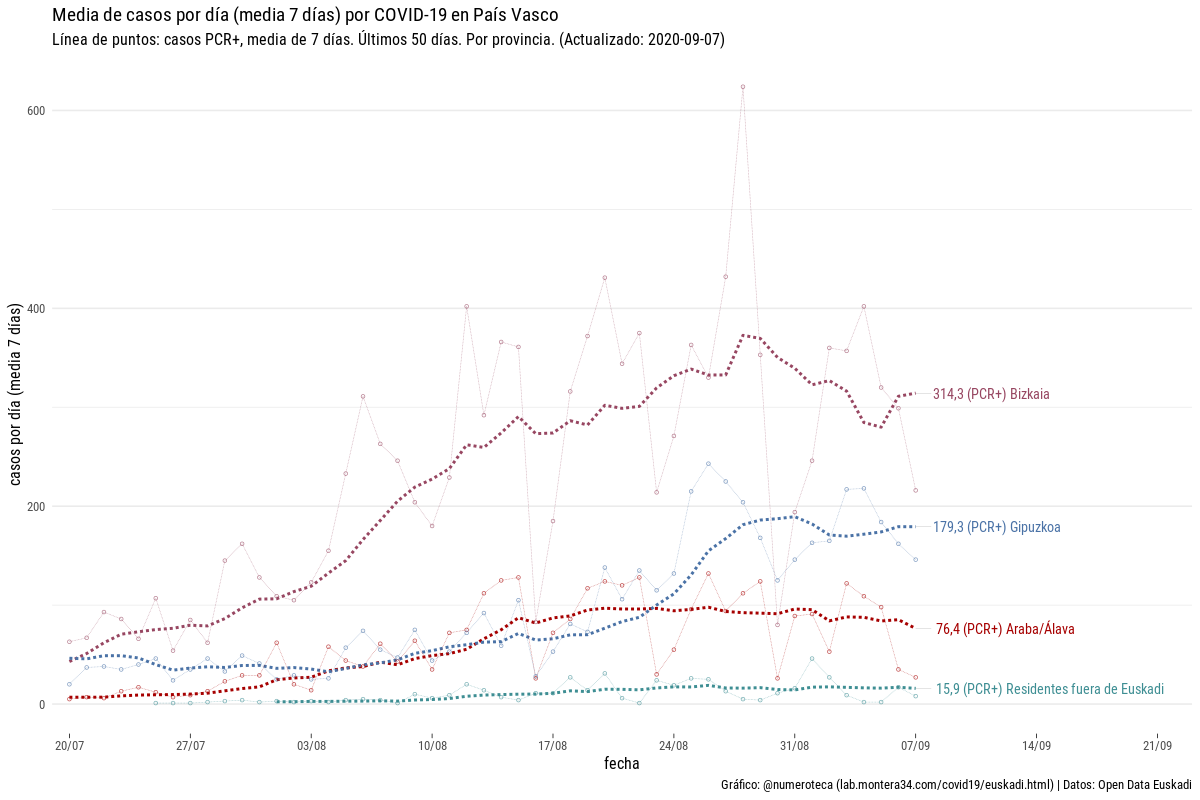 Media de casos por día (media 7 días) por COVID-19 en País Vasco
Línea de puntos: casos PCR+, media de 7 días. Últimos 50 días. Por provincia. (Actualizado: 2020-09-07)
casos por día (media 7 días)
600
400
200
0
314,3 (PCR+) Bizkaia
179,3 (PCR+) Gipuzkoa
76,4 (PCR+) Araba/Álava
15,9 (PCR+) Residentes fuera de Euskadi
20/07 27/07 03/08 10/08 17/08 24/08 31/08 07/09 14/09 21/09
fecha
Gráfico: @numeroteca (lab.montera34.com/covid19/euskadi.html) | Datos: Open Data Euskadi